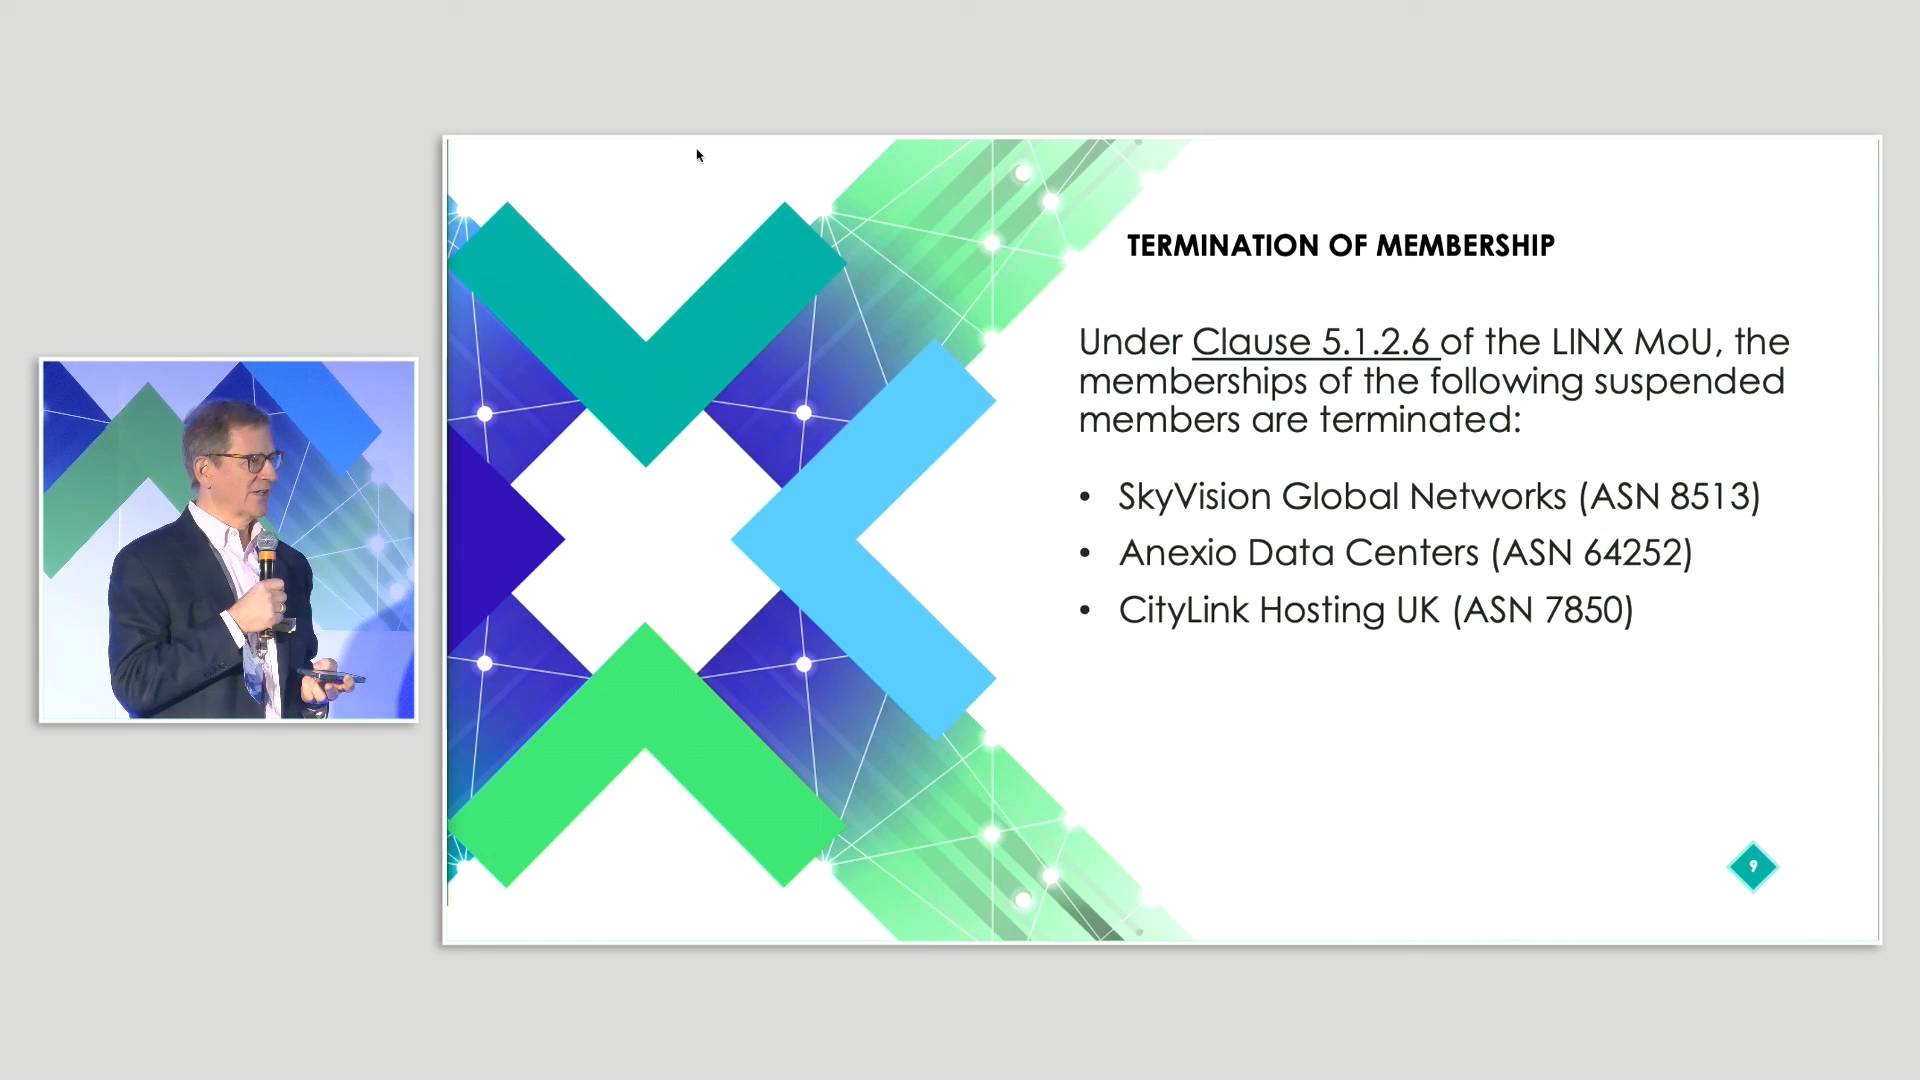 TERMINATION OF MEMBERSHIP
Under Clause 5.1.2.6 of the LINX MoU, the
memberships of the following suspended
members are terminated:
• SkyVision Global Networks (ASN 8513)
• Anexio Data Centers (ASN 64252)
• CityLink Hosting UK (ASN 7850)
9